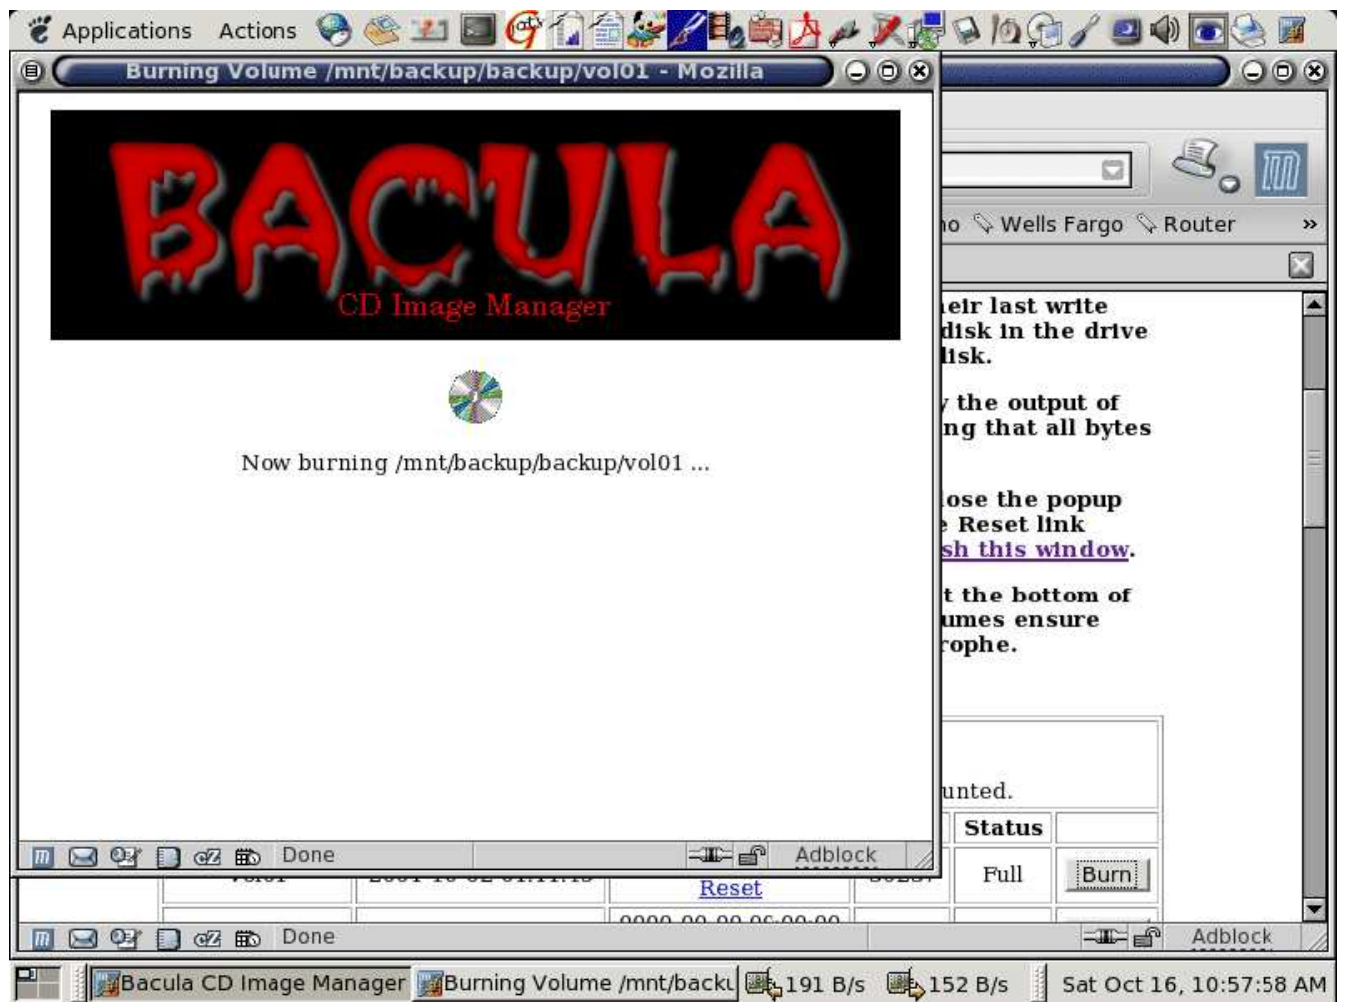 Applications Actions
Burning Volume /mnt/backup/backup/vol01 - Mozilla
BACULA
CD Image Manager
Now burning /mnt/backup/backup/vol01 ...
Done
Adblock
Wells Fargo Router »
eir last write
disk in the drive
disk.
the output of
ng that all bytes
ose the popup
Reset link
sh this window.
t the bottom of
umes ensure
rophe.
unted.
Status
Reset
Full
Burn
Done
Adblock
Bacula CD Image Manager
Burning Volume /mnt/backu
191 B/s
152 B/s
Sat Oct 16, 10:57:58 AM